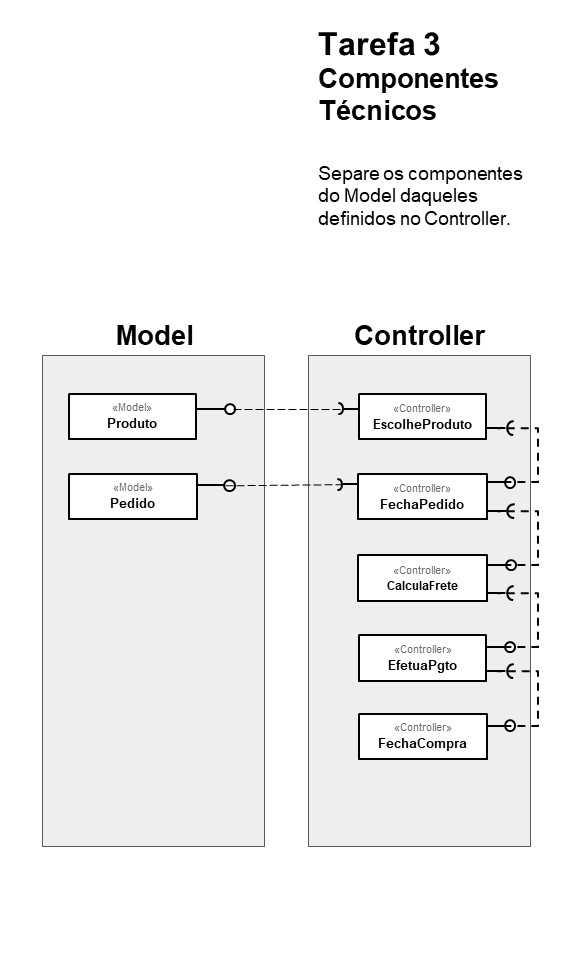 Tarefa 3
Componentes
Técnicos
Separe os componentes
do Model daqueles
definidos no Controller.
Model
Controller
«Model»
Produto
«Model»
Pedido
«Controller»
EscolheProduto
«Controller»
FechaPedido
«Controller»
CalculaFrete
«Controller»
EfetuaPgto
«Controller»
FechaCompra